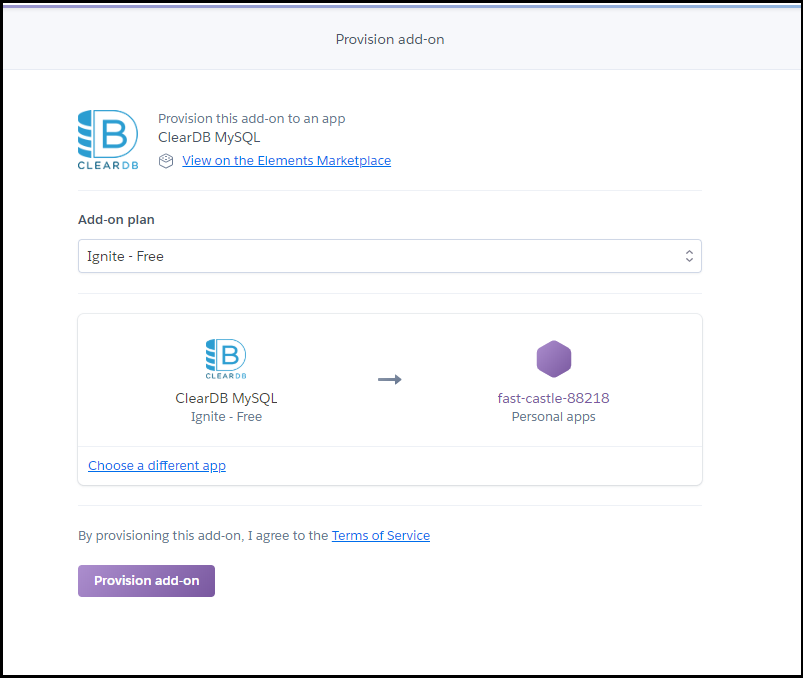 Provision add-on
Provision this add-on to an app
ClearDB MySQL
B
CLEARDB
View on the Elements Marketplace
Add-on plan
Ignite - Free
B
CLEARDB
ClearDB MySQL
Ignite - Free
fast-castle-88218
Personal apps
Choose a different app
By provisioning this add-on, I agree to the Terms of Service
Provision add-on